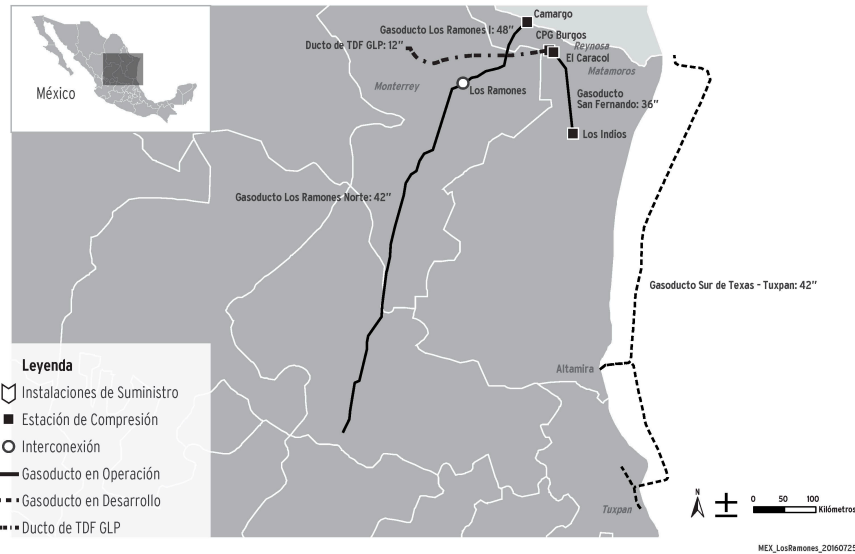 México
Camargo
Gasoducto Los Ramones I: 48”
CPG Burgos
Ducto de TDF GLP: 12”
Reynosa
El Caracol
Matamoros
Monterrey
Los Ramones
Gasoducto
San Fernando: 36”
Los Indios
Gasoducto Los Ramones Norte: 42”
Gasoducto Sur de Texas - Tuxpan: 42”
Altamira
Tuxpan
Leyenda
Instalaciones de Suministro
Estación de Compresión
Interconexión
Gasoducto en Operación
Gasoducto en Desarrollo
Ducto de TDF GLP
N
0 50 100
Kilómetros
MEX_LosRamones_20160725